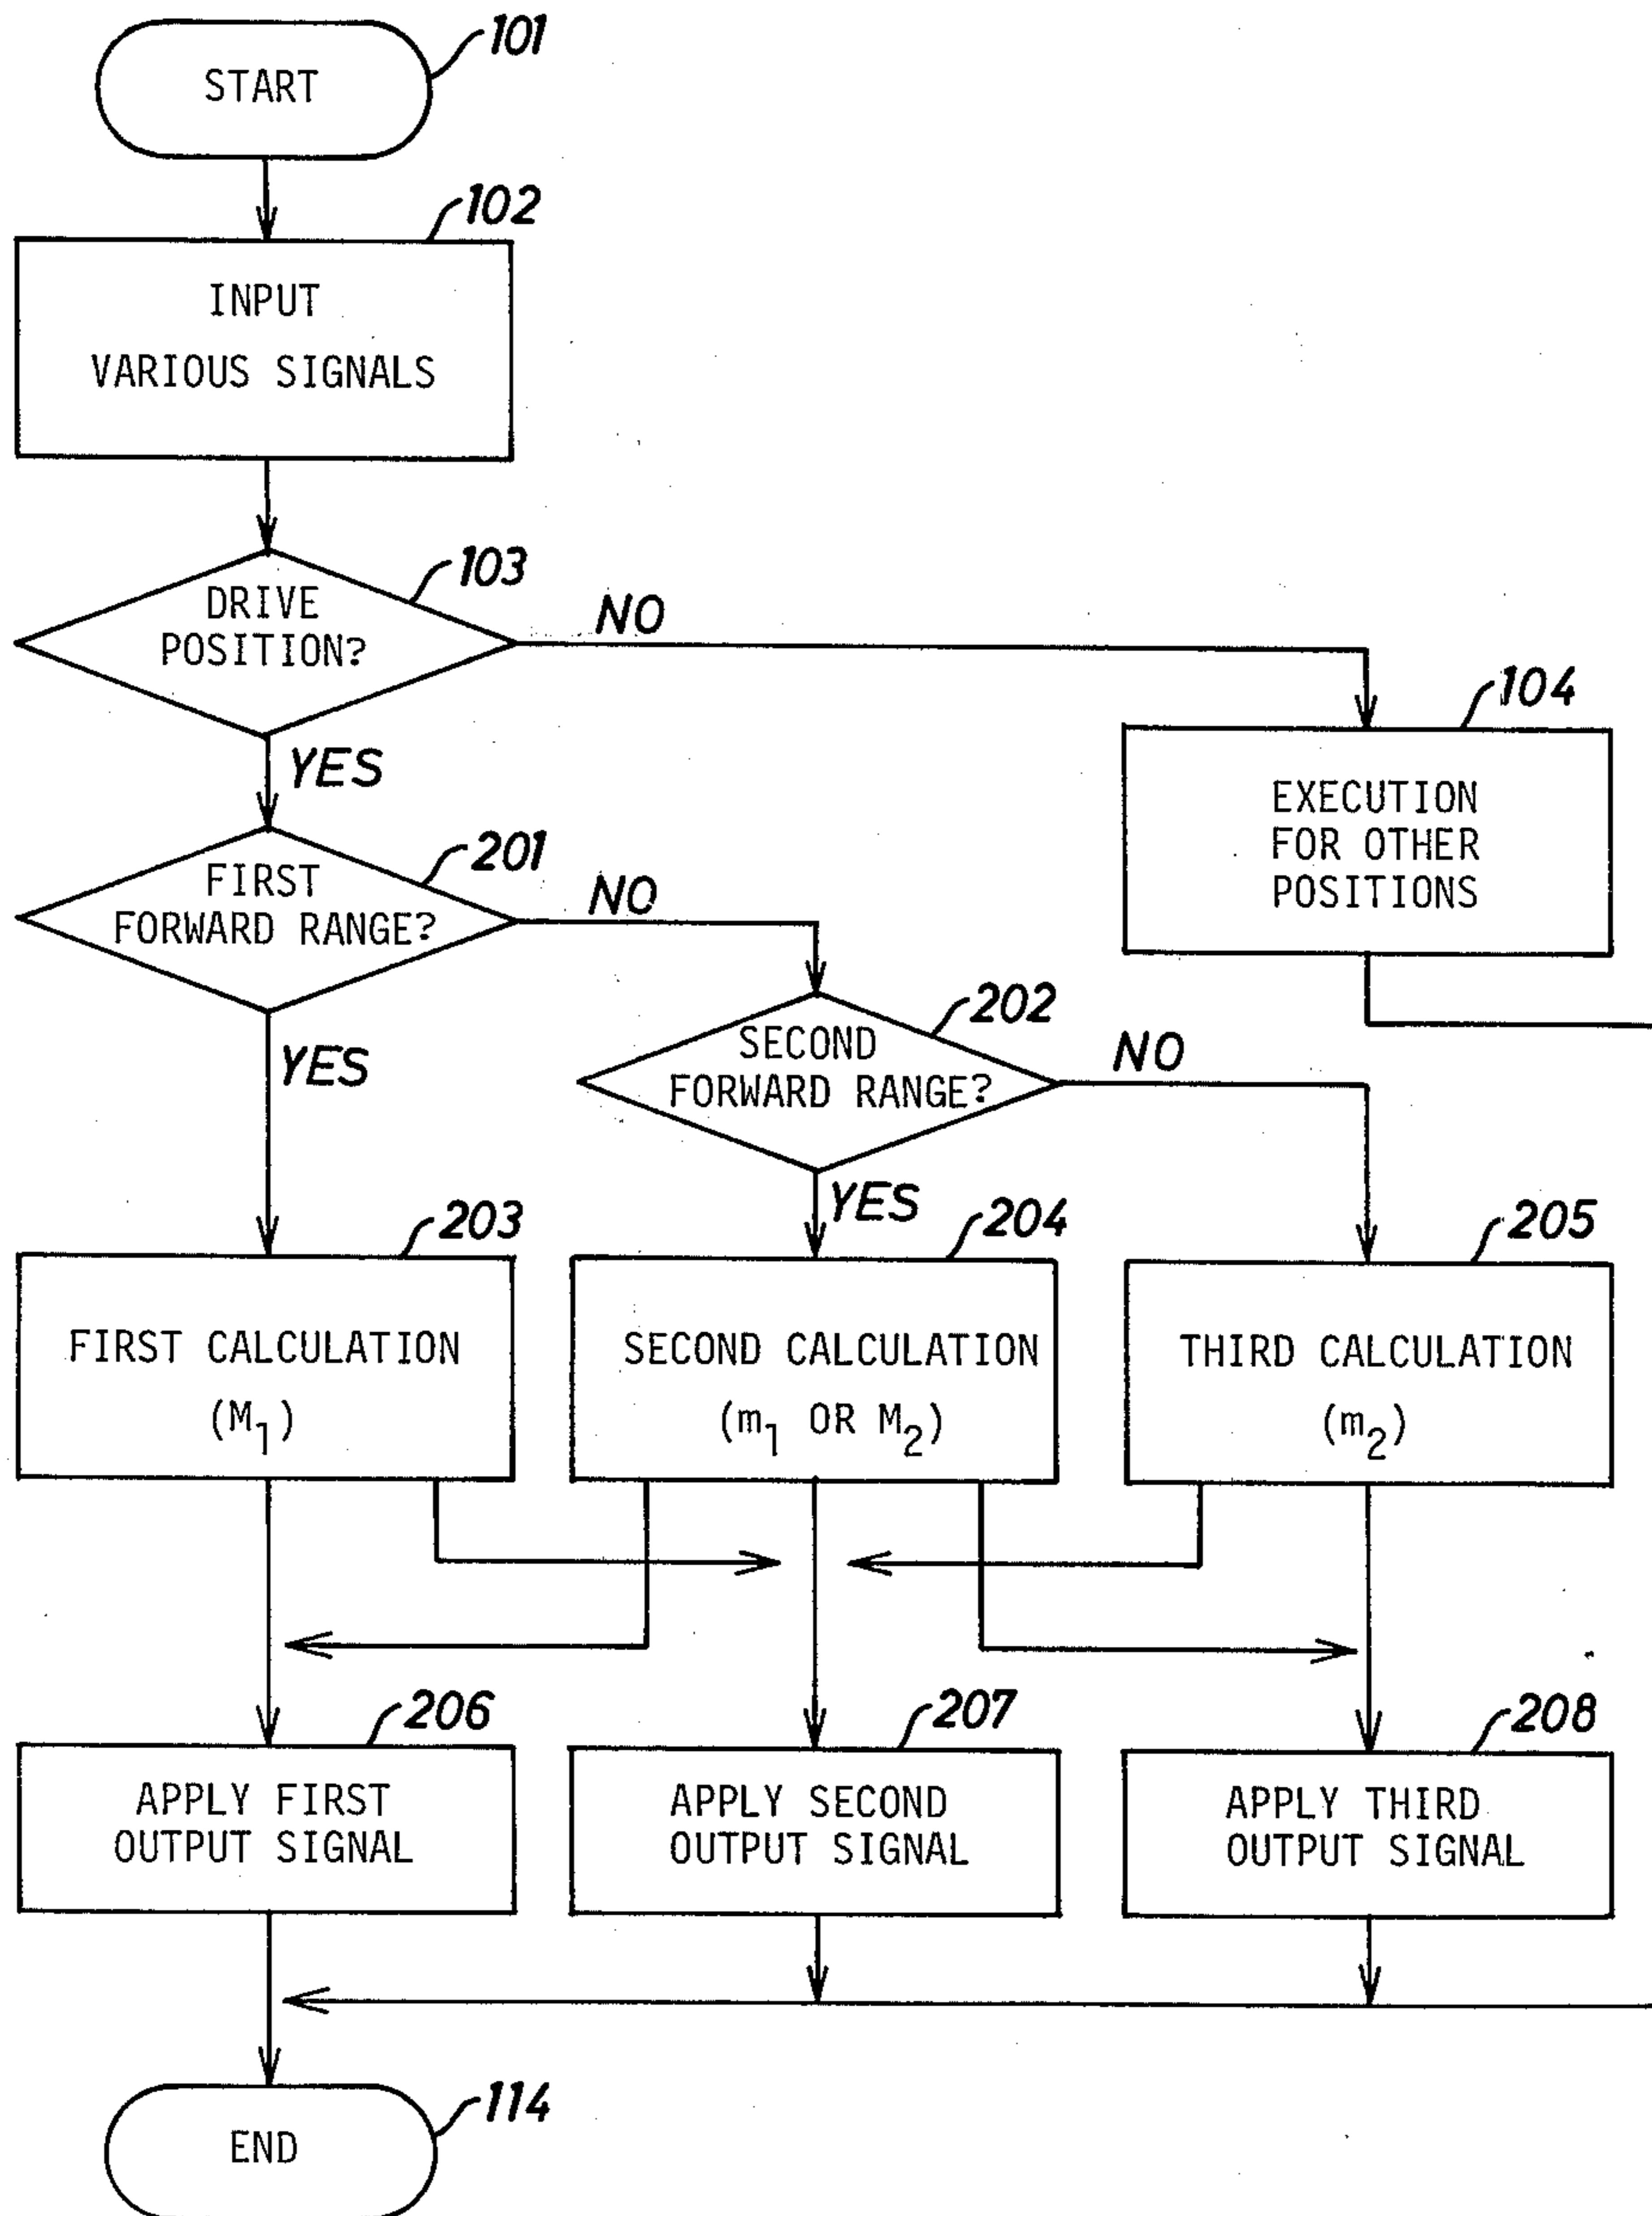 101
START
102
INPUT
VARIOUS SIGNALS
103
DRIVE
POSITION?
NO
YES
104
EXECUTION
FOR OTHER
POSITIONS
201
FIRST
FORWARD RANGE?
NO
YES
202
SECOND
FORWARD RANGE?
NO
YES
203
FIRST CALCULATION
(M₁)
204
SECOND CALCULATION
(m₁ OR M₂)
205
THIRD CALCULATION
(m₂)
206
APPLY FIRST
OUTPUT SIGNAL
207
APPLY SECOND
OUTPUT SIGNAL
208
APPLY THIRD
OUTPUT SIGNAL
114
END